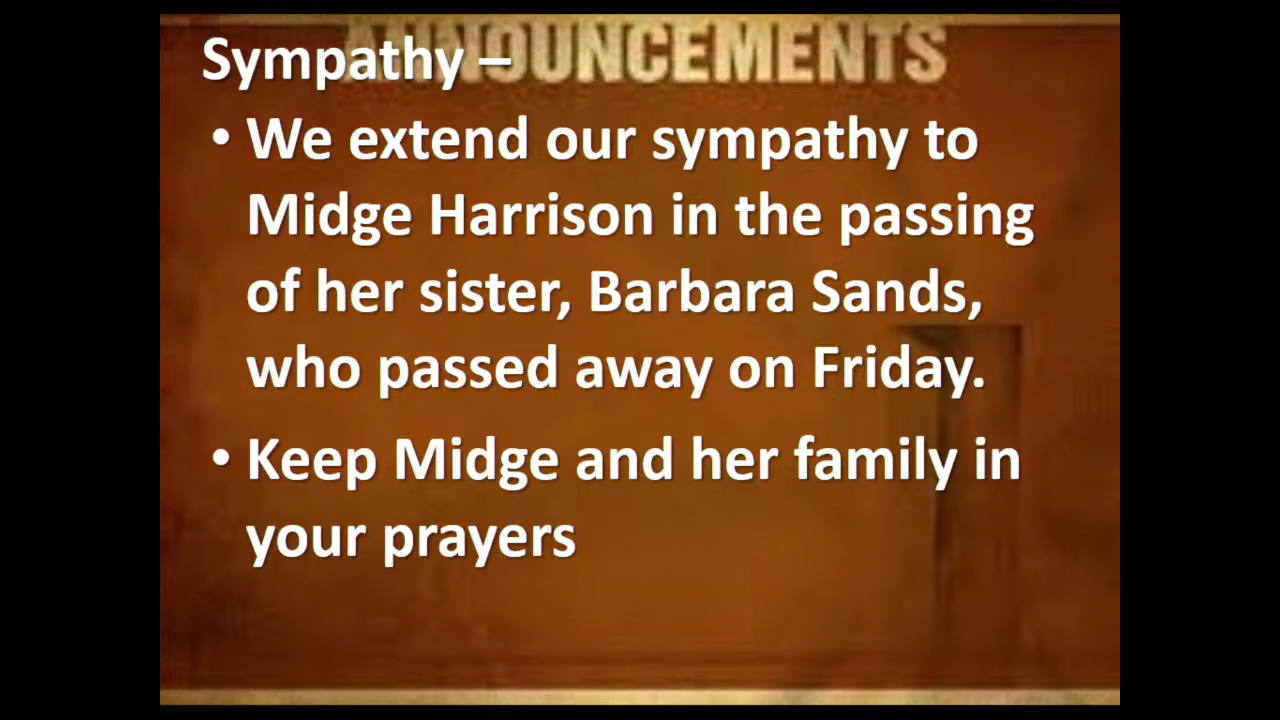 ANNOUNCEMENTS
Sympathy –
• We extend our sympathy to
Midge Harrison in the passing
of her sister, Barbara Sands,
who passed away on Friday.
• Keep Midge and her family in
your prayers